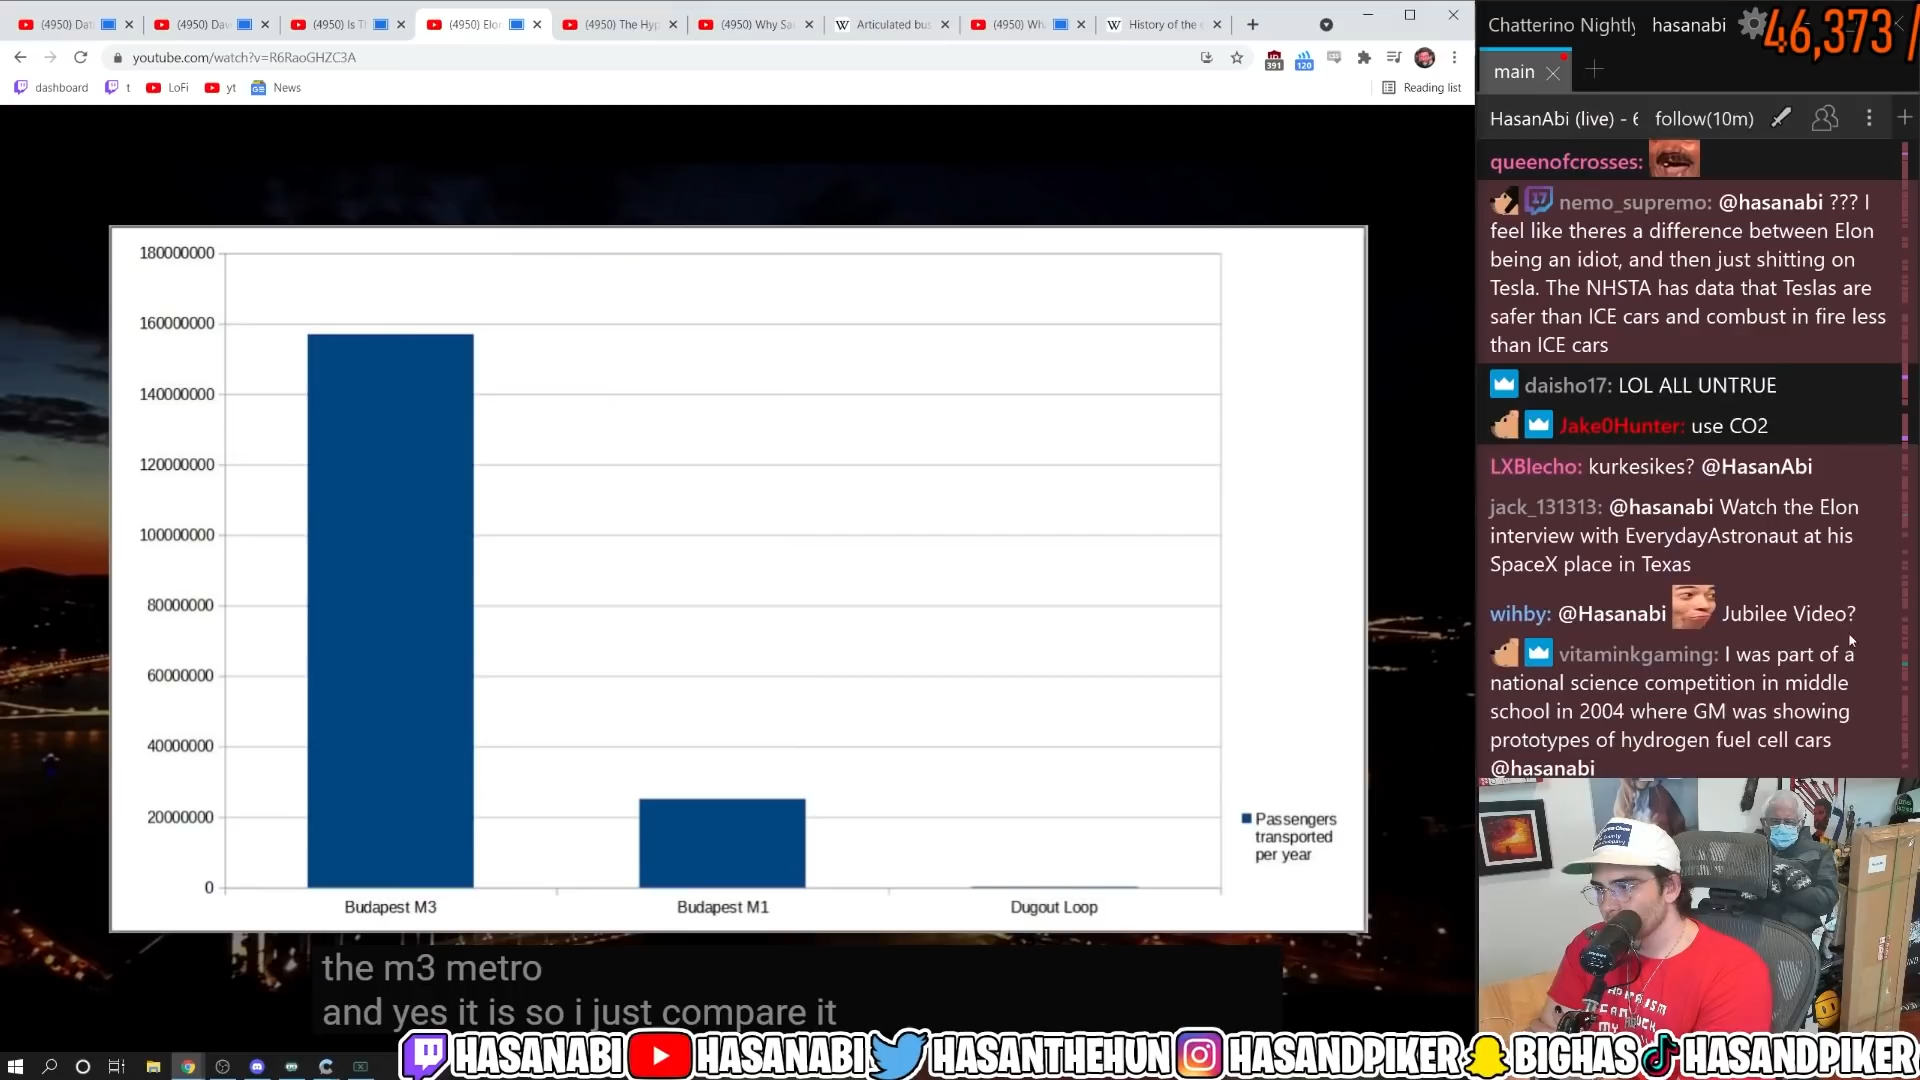 (4950) Dat
(4950) Dav
(4950) Is Th
(4950) Elon
(4950) The Hyp
(4950) Why Sa
Articulated bus
(4950) Wh
History of the e
youtube.com/watch?v=R6RaoGHZC3A
391
120
dashboard
t
LoFi
yt
News
Reading list
180000000
160000000
140000000
120000000
100000000
80000000
60000000
40000000
20000000
0
Budapest M3
Budapest M1
Dugout Loop
Passengers
transported
per year
the m3 metro
and yes it is so i just compare it
Chatterino Nightly
hasanabi
46,373 /
main
HasanAbi (live) - 6
follow(10m)
queenofcrosses:
17 nemo_supremo: @hasanabi ??? I
feel like theres a difference between Elon
being an idiot, and then just shitting on
Tesla. The NHSTA has data that Teslas are
safer than ICE cars and combust in fire less
than ICE cars
daisho17: LOL ALL UNTRUE
Jake0Hunter: use CO2
LXBlecho: kurkesikes? @HasanAbi
jack_131313: @hasanabi Watch the Elon
interview with EverydayAstronaut at his
SpaceX place in Texas
wihby: @Hasanabi Jubilee Video?
vitaminkgaming: I was part of a
national science competition in middle
school in 2004 where GM was showing
prototypes of hydrogen fuel cell cars
@hasanabi
HASANABI
HASANABI
HASANTHEHUN
HASANDPIKER
BIGHAS
HASANDPIKER